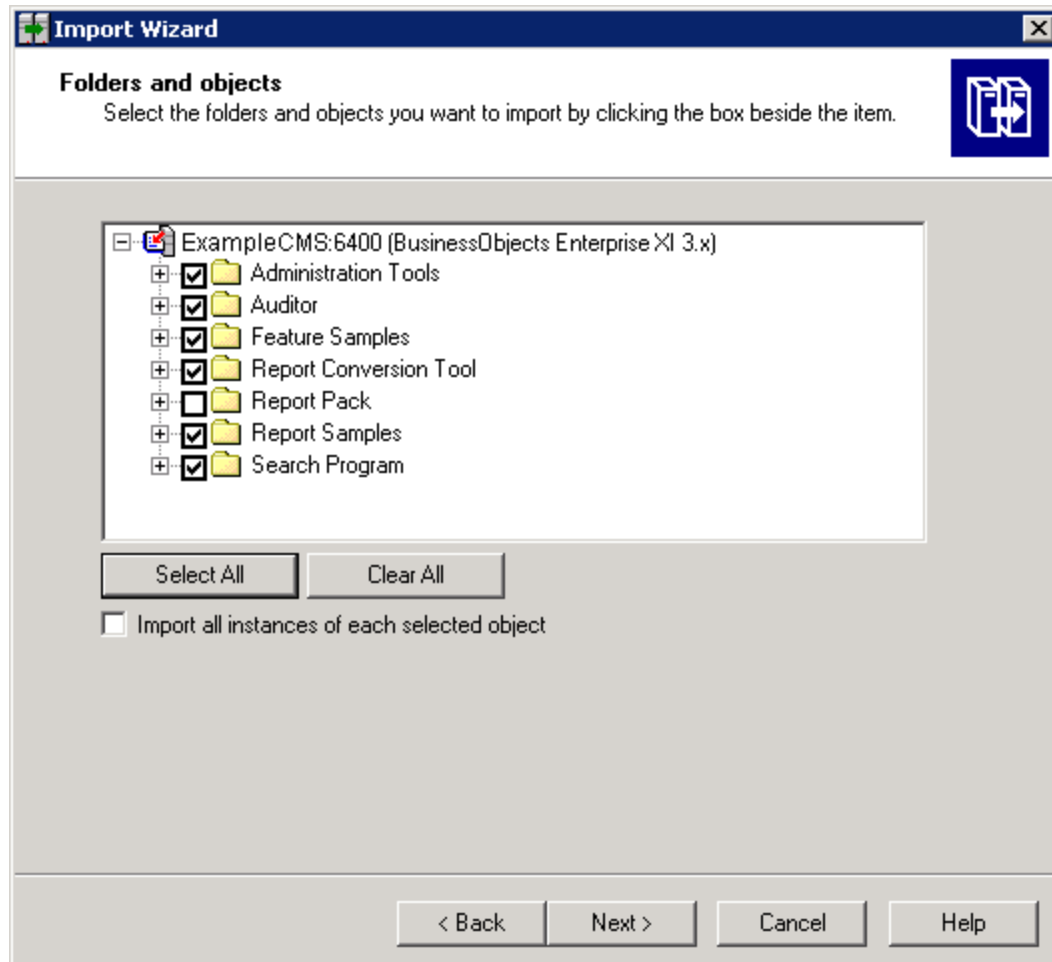 Import Wizard
Folders and objects
Select the folders and objects you want to import by clicking the box beside the item.
ExampleCMS:6400 (BusinessObjects Enterprise XI 3.x)
Administration Tools
Auditor
Feature Samples
Report Conversion Tool
Report Pack
Report Samples
Search Program
Select All Clear All
Import all instances of each selected object
< Back Next > Cancel Help